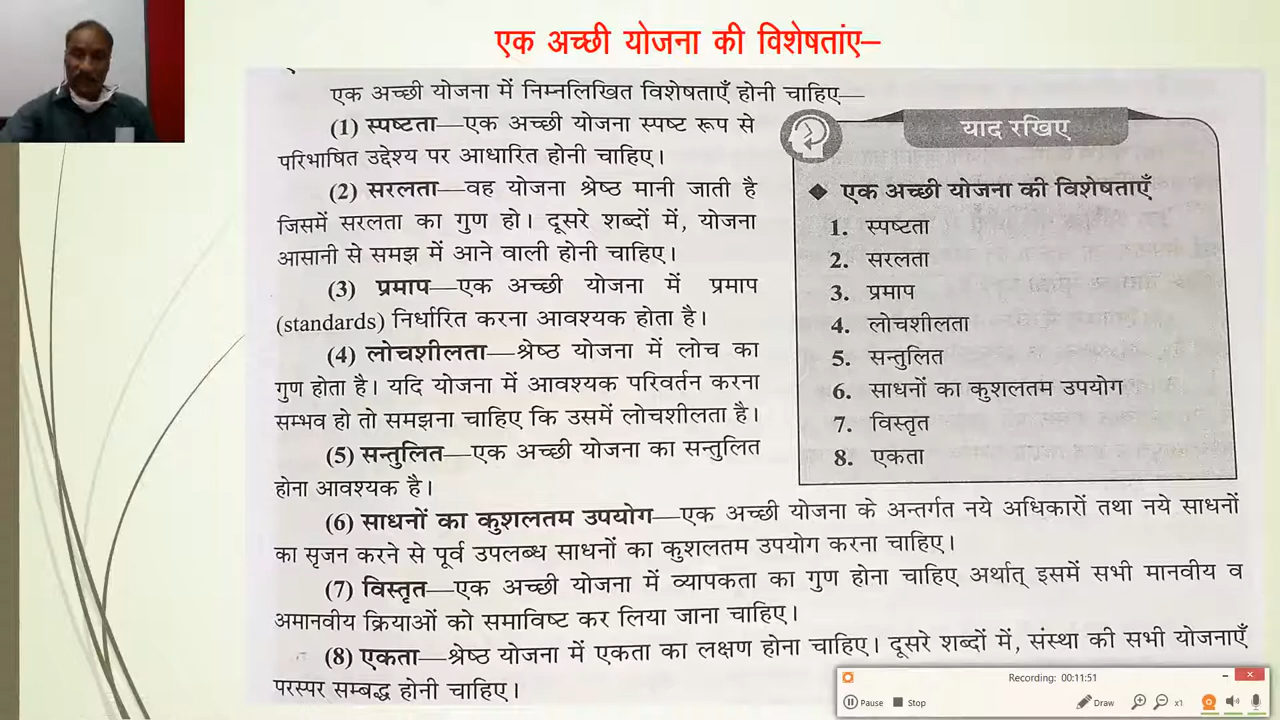 एक अच्छी योजना की विशेषतांए–
एक अच्छी योजना में निम्नलिखित विशेषताएँ होनी चाहिए—
(1) स्पष्टता—एक अच्छी योजना स्पष्ट रूप से
परिभाषित उद्देश्य पर आधारित होनी चाहिए।
(2) सरलता—वह योजना श्रेष्ठ मानी जाती है
जिसमें सरलता का गुण हो। दूसरे शब्दों में, योजना
आसानी से समझ में आने वाली होनी चाहिए।
(3) प्रमाप—एक अच्छी योजना में प्रमाप
(standards) निर्धारित करना आवश्यक होता है।
(4) लोचशीलता—श्रेष्ठ योजना में लोच का
गुण होता है। यदि योजना में आवश्यक परिवर्तन करना
सम्भव हो तो समझना चाहिए कि उसमें लोचशीलता है।
(5) सन्तुलित—एक अच्छी योजना का सन्तुलित
होना आवश्यक है।
याद रखिए
◆ एक अच्छी योजना की विशेषताएँ
1. स्पष्टता
2. सरलता
3. प्रमाप
4. लोचशीलता
5. सन्तुलित
6. साधनों का कुशलतम उपयोग
7. विस्तृत
8. एकता
(6) साधनों का कुशलतम उपयोग—एक अच्छी योजना के अन्तर्गत नये अधिकारों तथा नये साधनों
का सृजन करने से पूर्व उपलब्ध साधनों का कुशलतम उपयोग करना चाहिए।
(7) विस्तृत—एक अच्छी योजना में व्यापकता का गुण होना चाहिए अर्थात् इसमें सभी मानवीय व
अमानवीय क्रियाओं को समाविष्ट कर लिया जाना चाहिए।
(8) एकता—श्रेष्ठ योजना में एकता का लक्षण होना चाहिए। दूसरे शब्दों में, संस्था की सभी योजनाएँ
परस्पर सम्बद्ध होनी चाहिए।
Recording: 00:11:51
Pause Stop Draw x1